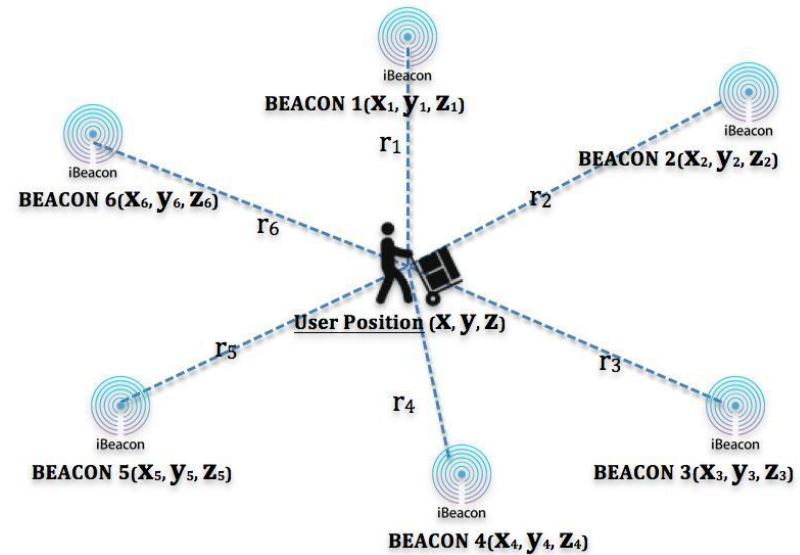 iBeacon
BEACON 1(x₁, y₁, z₁)
r₁
iBeacon
BEACON 2(x₂, y₂, z₂)
iBeacon
BEACON 6(x₆, y₆, z₆)
r₂
r₆
User Position (x, y, z)
r₅
r₃
r₄
iBeacon
BEACON 5(x₅, y₅, z₅)
iBeacon
BEACON 3(x₃, y₃, z₃)
iBeacon
BEACON 4(x₄, y₄, z₄)